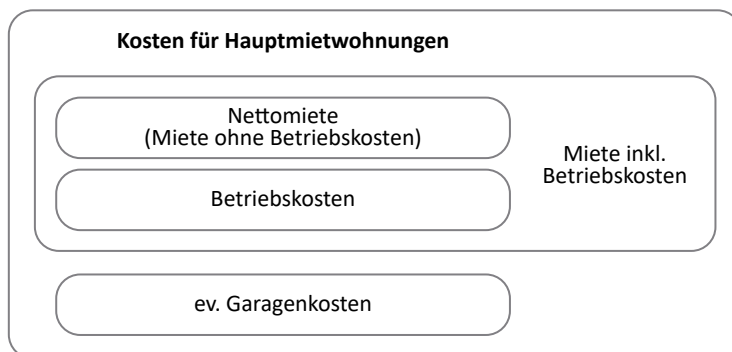 Kosten für Hauptmietwohnungen
Nettomiete
(Miete ohne Betriebskosten)
Betriebskosten
Miete inkl.
Betriebskosten
ev. Garagenkosten